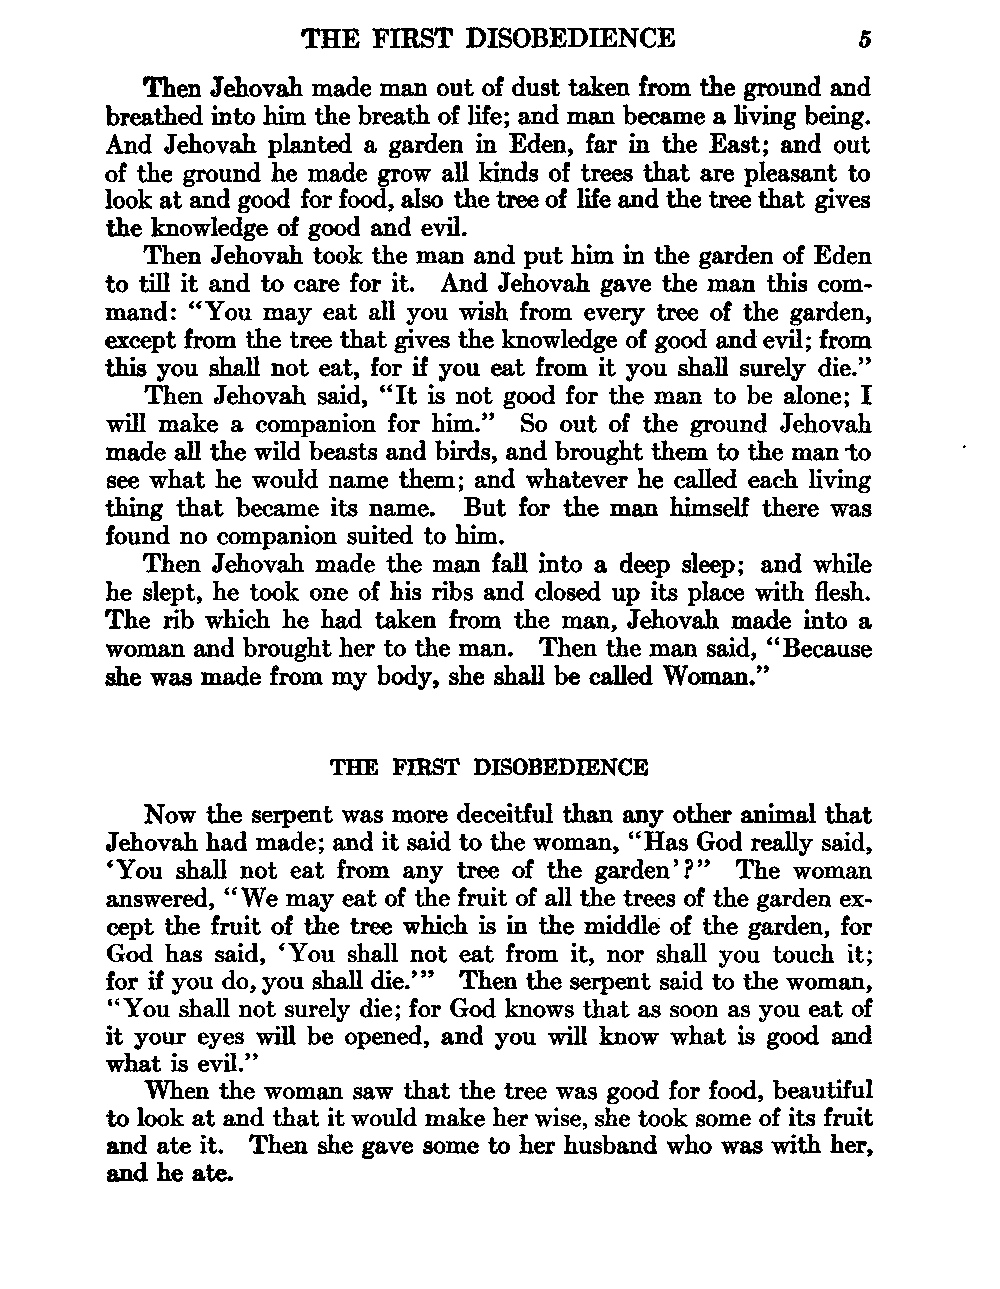 THE FIRST DISOBEDIENCE 5
Then Jehovah made man out of dust taken from the ground and
breathed into him the breath of life; and man became a living being.
And Jehovah planted a garden in Eden, far in the East; and out
of the ground he made grow all kinds of trees that are pleasant to
look at and good for food, also the tree of life and the tree that gives
the knowledge of good and evil.
Then Jehovah took the man and put him in the garden of Eden
to till it and to care for it. And Jehovah gave the man this com-
mand: "You may eat all you wish from every tree of the garden,
except from the tree that gives the knowledge of good and evil; from
this you shall not eat, for if you eat from it you shall surely die."
Then Jehovah said, "It is not good for the man to be alone; I
will make a companion for him." So out of the ground Jehovah
made all the wild beasts and birds, and brought them to the man to
see what he would name them; and whatever he called each living
thing that became its name. But for the man himself there was
found no companion suited to him.
Then Jehovah made the man fall into a deep sleep; and while
he slept, he took one of his ribs and closed up its place with flesh.
The rib which he had taken from the man, Jehovah made into a
woman and brought her to the man. Then the man said, "Because
she was made from my body, she shall be called Woman."
THE FIRST DISOBEDIENCE
Now the serpent was more deceitful than any other animal that
Jehovah had made; and it said to the woman, "Has God really said,
'You shall not eat from any tree of the garden'?" The woman
answered, "We may eat of the fruit of all the trees of the garden ex-
cept the fruit of the tree which is in the middle of the garden, for
God has said, 'You shall not eat from it, nor shall you touch it;
for if you do, you shall die.'" Then the serpent said to the woman,
"You shall not surely die; for God knows that as soon as you eat of
it your eyes will be opened, and you will know what is good and
what is evil."
When the woman saw that the tree was good for food, beautiful
to look at and that it would make her wise, she took some of its fruit
and ate it. Then she gave some to her husband who was with her,
and he ate.